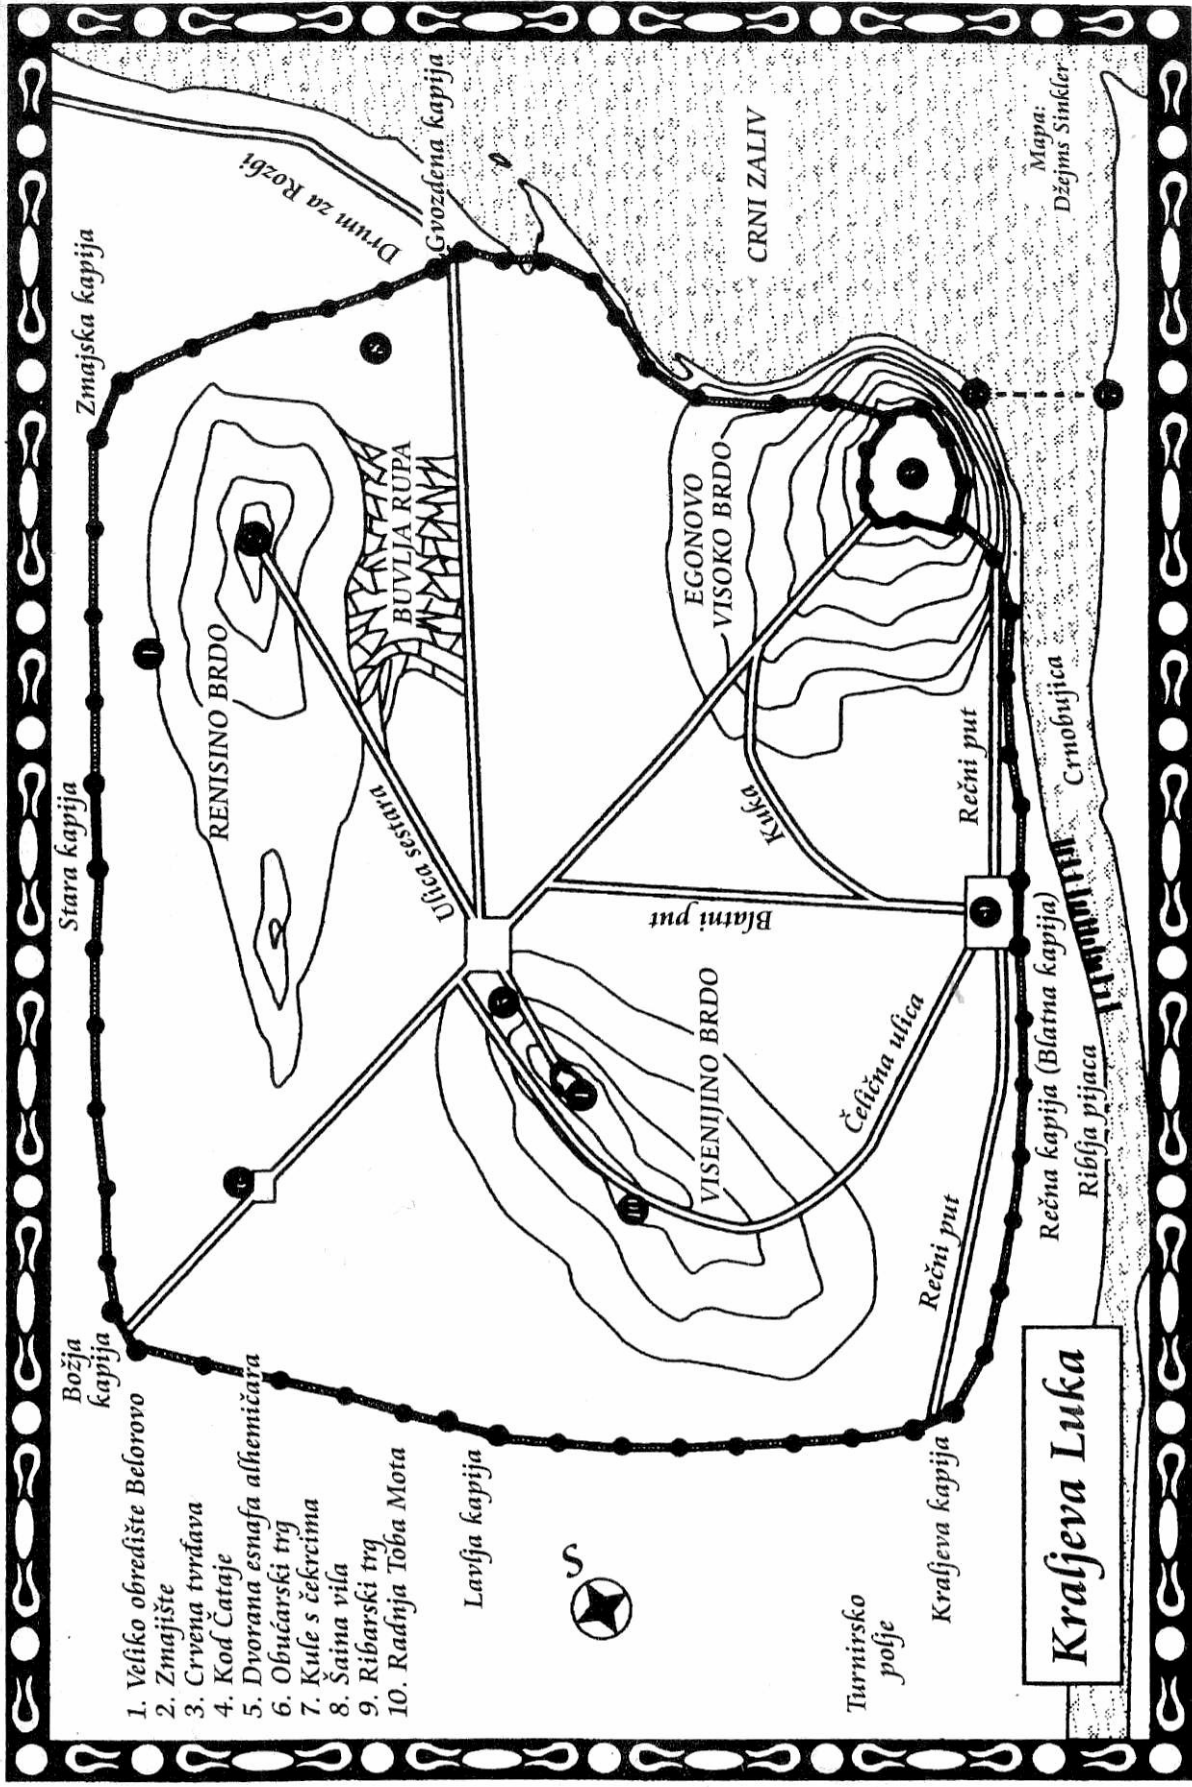 Kraljeva Luka
1. Veliko obredište Belorovo
2. Zmajište
3. Crvena tvrđava
4. Kod Čataje
5. Dvorana esnafa alhemičara
6. Obućarski trg
7. Kule s čekrcima
8. Šaina vila
9. Ribarski trg
10. Radnja Toba Mota
Božja
kapija
Stara kapija
Zmajska kapija
Drum za Rozbi
Gvozdena kapija
RENISINO BRDO
BUVLJA RUPA
Ulica sestara
Lavlja kapija
S
VISENIJINO BRDO
Blatni put
Kuka
EGONOVO
VISOKO BRDO
CRNI ZALIV
Čelična ulica
Rečni put
Rečni put
Turnirsko
polje
Kraljeva kapija
Rečna kapija (Blatna kapija)
Riblja pijaca
Crnobujica
Mapa:
Džejms Sinkler
10